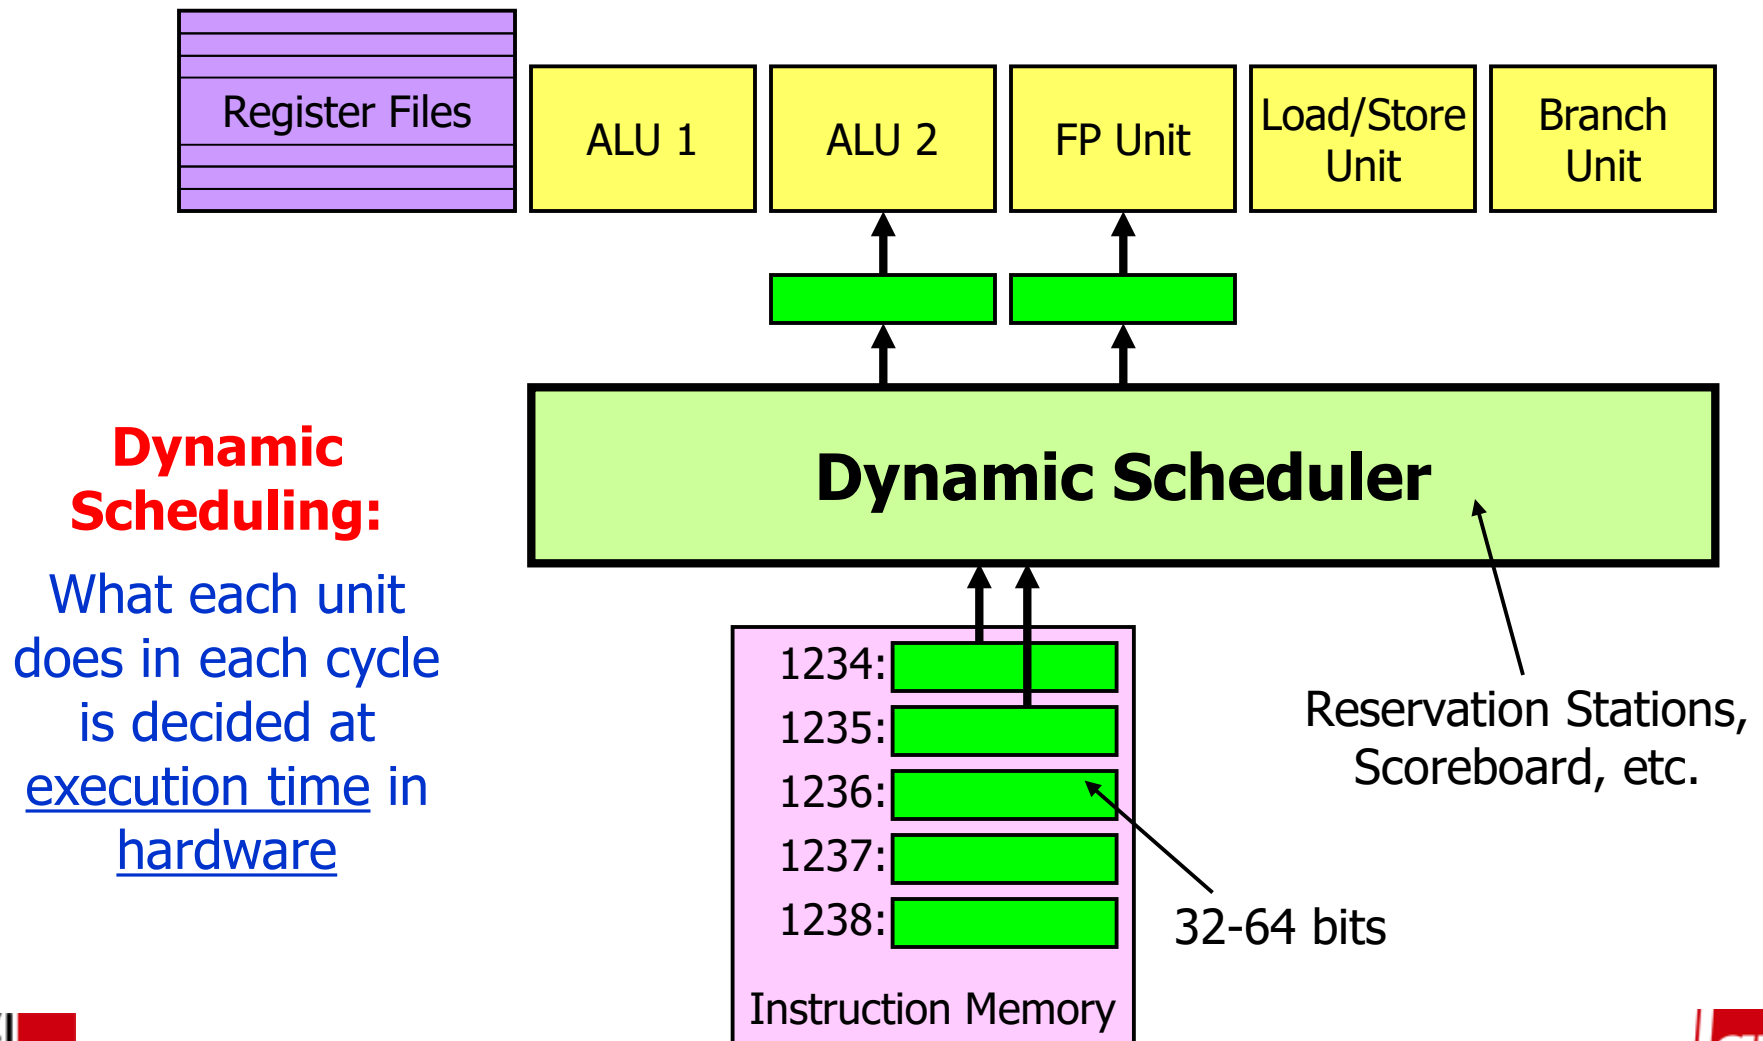 Register Files
ALU 1
ALU 2
FP Unit
Load/Store
Unit
Branch
Unit
Dynamic Scheduler
Dynamic
Scheduling:
What each unit
does in each cycle
is decided at
execution time in
hardware
1234:
1235:
1236:
1237:
1238:
Instruction Memory
Reservation Stations,
Scoreboard, etc.
32-64 bits